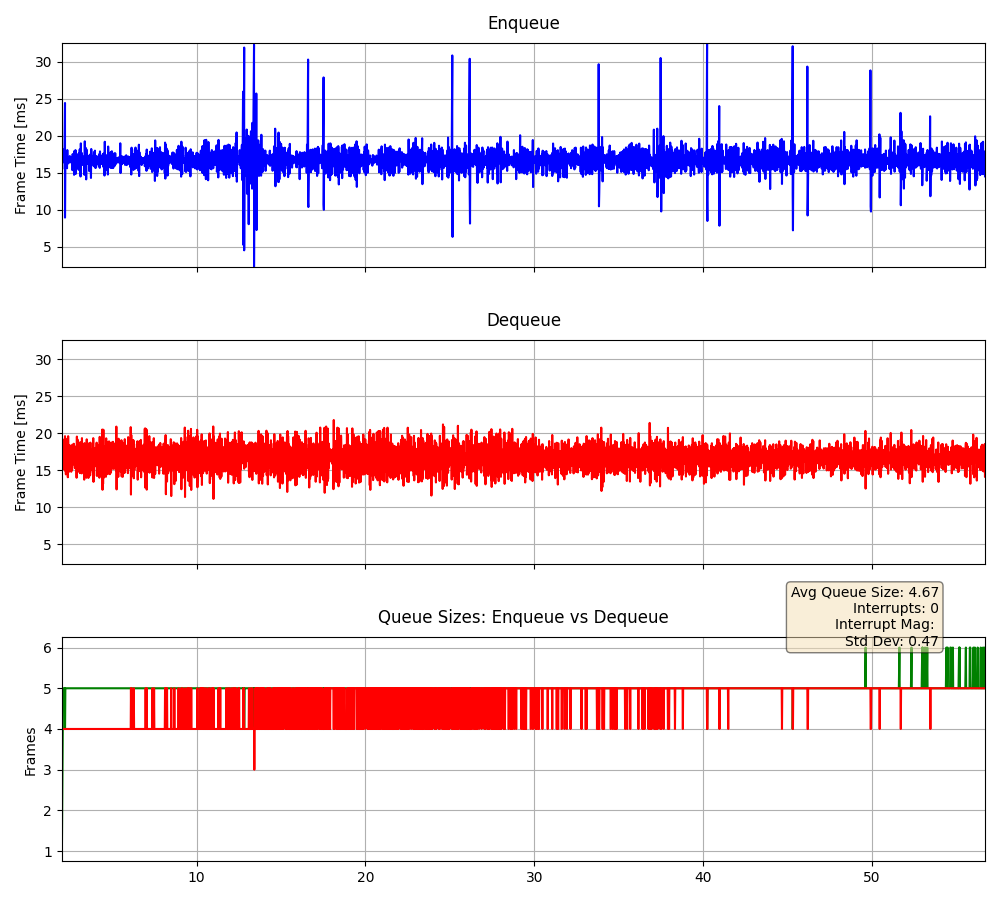 Enqueue
Frame Time [ms]
30
25
20
15
10
5
Dequeue
Frame Time [ms]
30
25
20
15
10
5
Avg Queue Size: 4.67
Interrupts: 0
Interrupt Mag:
Std Dev: 0.47
Queue Sizes: Enqueue vs Dequeue
Frames
6
5
4
3
2
1
10 20 30 40 50